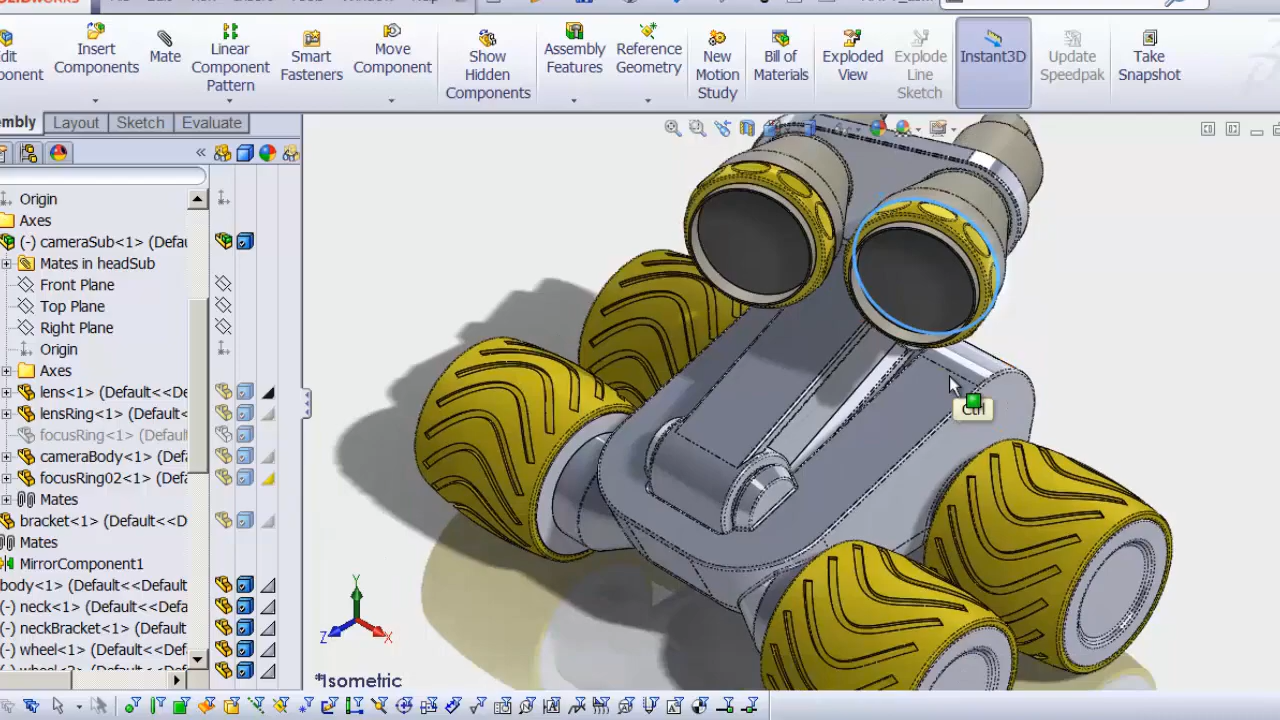 Insert Components
Mate
Linear Component Pattern
Smart Fasteners
Move Component
Show Hidden Components
Assembly Features
Reference Geometry
New Motion Study
Bill of Materials
Exploded View
Explode Line Sketch
Instant3D
Update Speedpak
Take Snapshot
Layout
Sketch
Evaluate
«
Origin
Axes
(-) cameraSub<1> (Defau
Mates in headSub
Front Plane
Top Plane
Right Plane
Origin
Axes
lens<1> (Default<<De
lensRing<1> (Default<
focusRing<1> (Default
cameraBody<1> (Defau
focusRing02<1> (Defa
Mates
bracket<1> (Default<<D
Mates
MirrorComponent1
body<1> (Default<<Default
(-) neck<1> (Default<<Defa
(-) neckBracket<1> (Default
(-) wheel<1> (Default<<Def
Ctrl
Y
Z
X
*Isometric